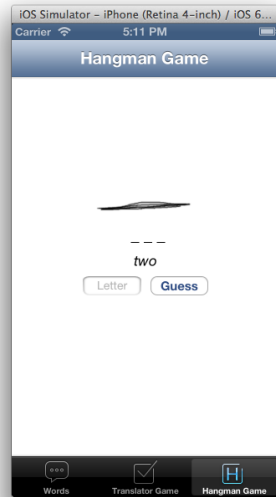 iOS Simulator - iPhone (Retina 4-inch) / iOS 6...
Carrier 5:11 PM
Hangman Game
_ _ _
two
Letter Guess
Words Translator Game Hangman Game